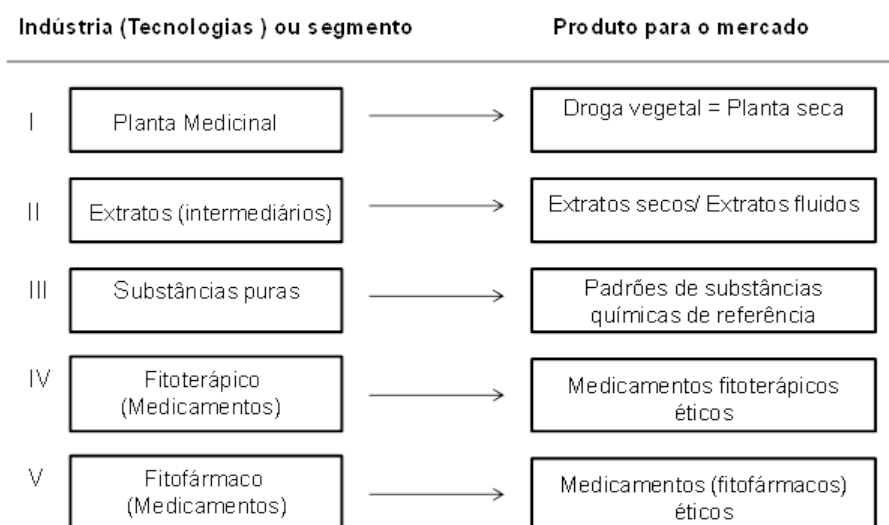 Indústria (Tecnologias ) ou segmento Produto para o mercado
I Planta Medicinal Droga vegetal = Planta seca
II Extratos (intermediários) Extratos secos/ Extratos fluidos
III Substâncias puras Padrões de substâncias
químicas de referência
IV Fitoterápico
(Medicamentos)
Medicamentos fitoterápicos
éticos
V Fitofármaco
(Medicamentos)
Medicamentos (fitofármacos)
éticos